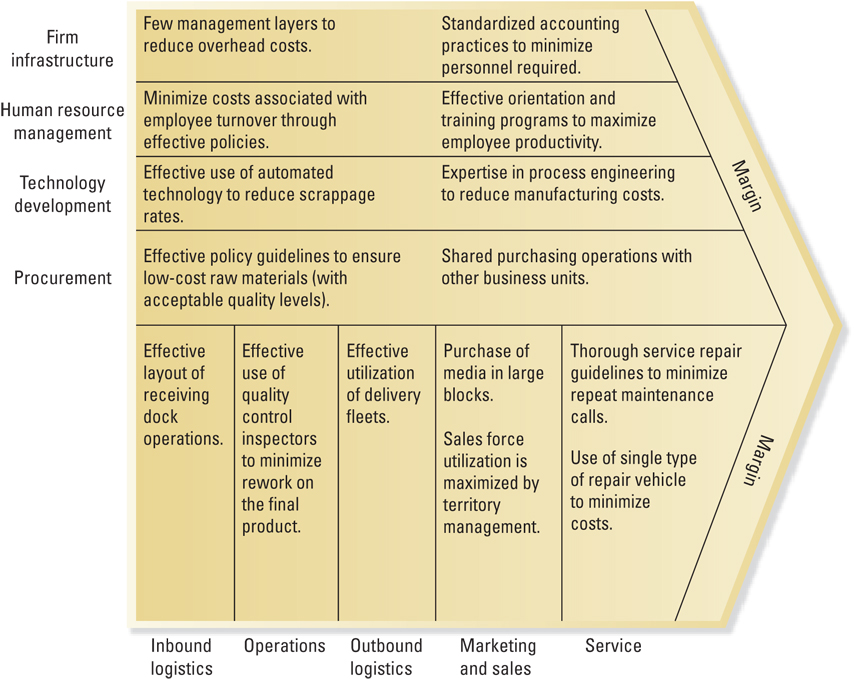 Firm
infrastructure
Few management layers to
reduce overhead costs.
Standardized accounting
practices to minimize
personnel required.
Human resource
management
Minimize costs associated with
employee turnover through
effective policies.
Effective orientation and
training programs to maximize
employee productivity.
Technology
development
Effective use of automated
technology to reduce scrappage
rates.
Expertise in process engineering
to reduce manufacturing costs.
Margin
Procurement
Effective policy guidelines to ensure
low-cost raw materials (with
acceptable quality levels).
Shared purchasing operations with
other business units.
Effective
layout of
receiving
dock
operations.
Effective
use of
quality
control
inspectors
to minimize
rework on
the final
product.
Effective
utilization
of delivery
fleets.
Purchase of
media in large
blocks.
Sales force
utilization is
maximized by
territory
management.
Thorough service repair
guidelines to minimize
repeat maintenance
calls.
Use of single type
of repair vehicle
to minimize
costs.
Margin
Inbound
logistics
Operations
Outbound
logistics
Marketing
and sales
Service